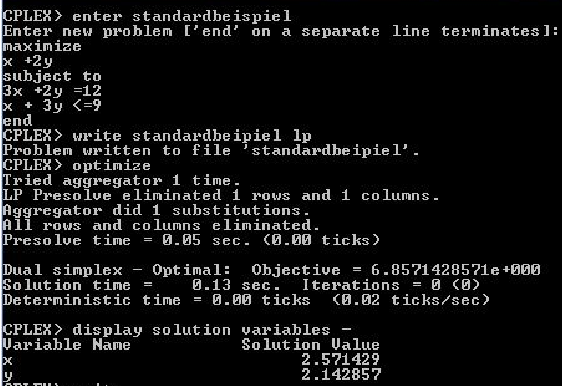 CPLEX> enter standardbeispiel
Enter new problem ['end' on a separate line terminates]:
maximize
x +2y
subject to
3x +2y =12
x + 3y <=9
end
CPLEX> write standardbeipiel lp
Problem written to file 'standardbeipiel'.
CPLEX> optimize
Tried aggregator 1 time.
LP Presolve eliminated 1 rows and 1 columns.
Aggregator did 1 substitutions.
All rows and columns eliminated.
Presolve time = 0.05 sec. (0.00 ticks)
Dual simplex - Optimal:  Objective = 6.8571428571e+000
Solution time =    0.13 sec.  Iterations = 0 (0)
Deterministic time = 0.00 ticks  (0.02 ticks/sec)
CPLEX> display solution variables -
Variable Name           Solution Value
x                             2.571429
y                             2.142857